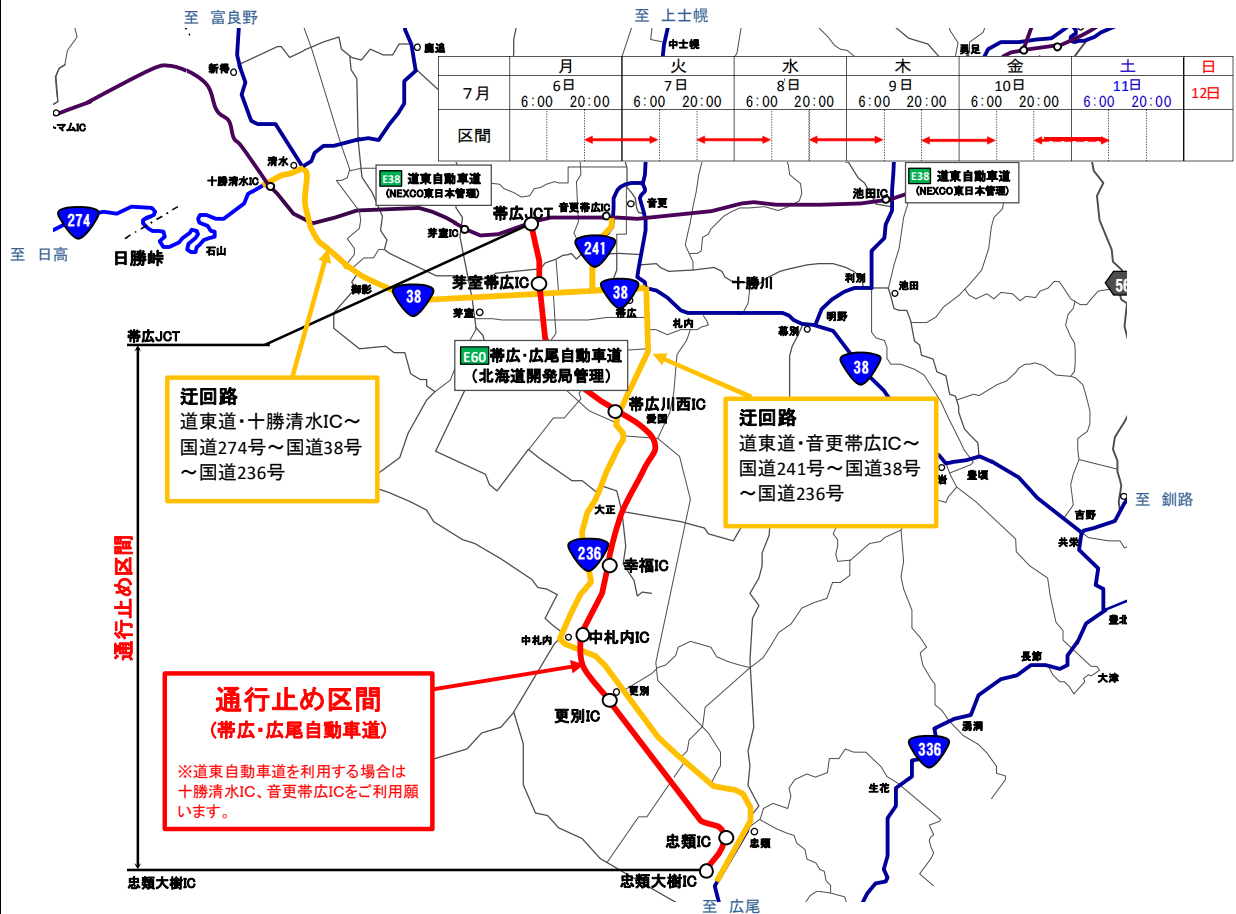 至 富良野
至 上士幌
鹿追
中士幌
勇足
新得
月 火 水 木 金 土 日
7月 6日 7日 8日 9日 10日 11日 12日
6:00 20:00 6:00 20:00 6:00 20:00 6:00 20:00 6:00 20:00 6:00 20:00
区間
マムIC
清水
十勝清水IC
E38 道東自動車道
(NEXCO東日本管理)
E38 道東自動車道
(NEXCO東日本管理)
池田IC
音更帯広IC
音更
帯広JCT
芽室IC
274
至 日高
日勝峠
石山
241
芽室帯広IC
御影
38
38
十勝川
利別
池田
芽室
帯広
札内
幕別
明野
帯広JCT
E60 帯広・広尾自動車道
(北海道開発局管理)
38
迂回路
道東道・十勝清水IC～
国道274号～国道38号
～国道236号
帯広川西IC
愛国
迂回路
道東道・音更帯広IC～
国道241号～国道38号
～国道236号
豊頃
至 釧路
大正
吉野
共栄
236
幸福IC
通行止め区間
中札内
中札内IC
豊北
長節
大津
通行止め区間
(帯広・広尾自動車道)
※道東自動車道を利用する場合は
十勝清水IC、音更帯広ICをご利用願
います。
更別
更別IC
湧洞
336
生花
忠類IC
忠類
忠類大樹IC
忠類大樹IC
至 広尾